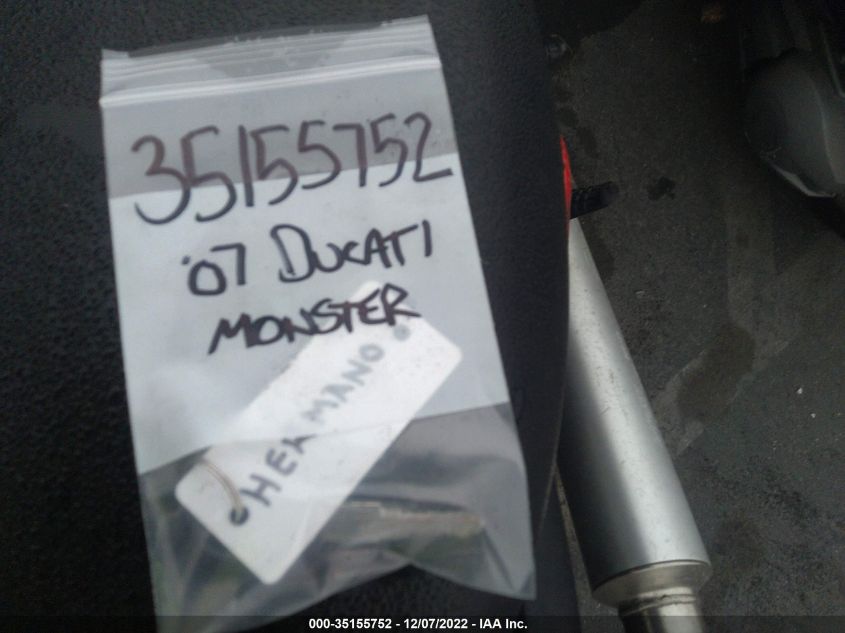 35155752
'07 DUCATI
MONSTER
HERMANO
000-35155752 - 12/07/2022 - IAA Inc.